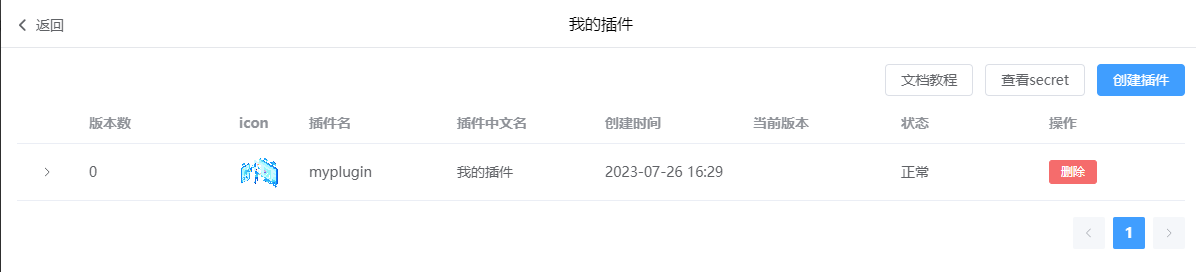 返回
我的插件
文档教程 查看secret 创建插件
版本数 icon 插件名 插件中文名 创建时间 当前版本 状态 操作
0 myplugin 我的插件 2023-07-26 16:29 正常 删除
1